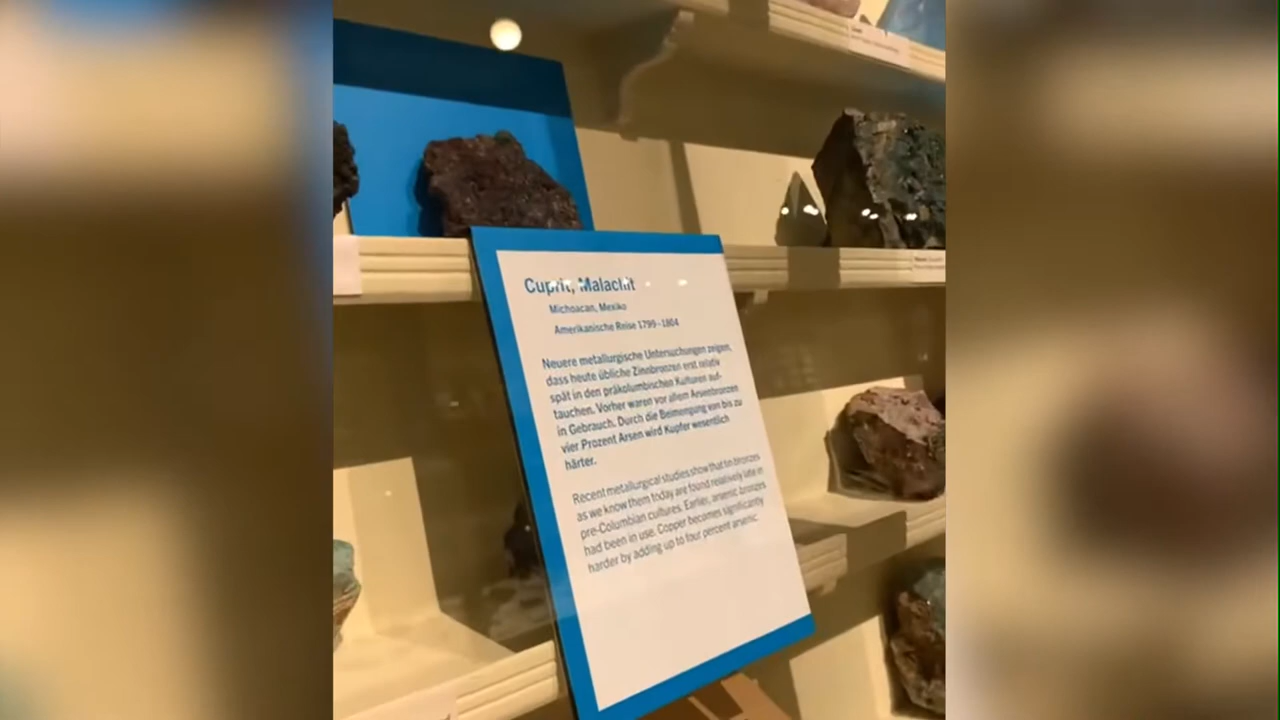 Cuprit, Malachit
Michoacan, Mexiko
Amerikanische Reise 1799–1804
Neuere metallurgische Untersuchungen zeigen,
dass heute übliche Zinnbronzen erst relativ
spät in den präkolumbischen Kulturen auf-
tauchen. Vorher waren vor allem Arsenbronzen
in Gebrauch. Durch die Beimengung von bis zu
vier Prozent Arsen wird Kupfer wesentlich
härter.
Recent metallurgical studies show that tin bronzes
as we know them today are found relatively late in
pre-Columbian cultures. Earlier, arsenic bronzes
had been in use. Copper becomes significantly
harder by adding up to four percent arsenic.